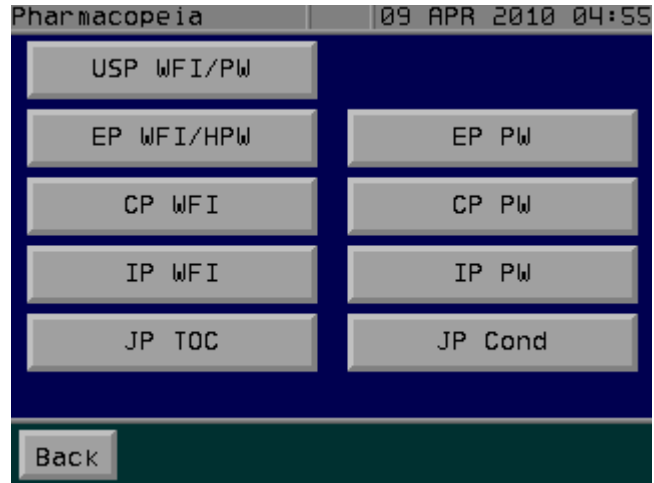 Pharmacopeia 09 APR 2010 04:55
USP WFI/PW
EP WFI/HPW EP PW
CP WFI CP PW
IP WFI IP PW
JP TOC JP Cond
Back